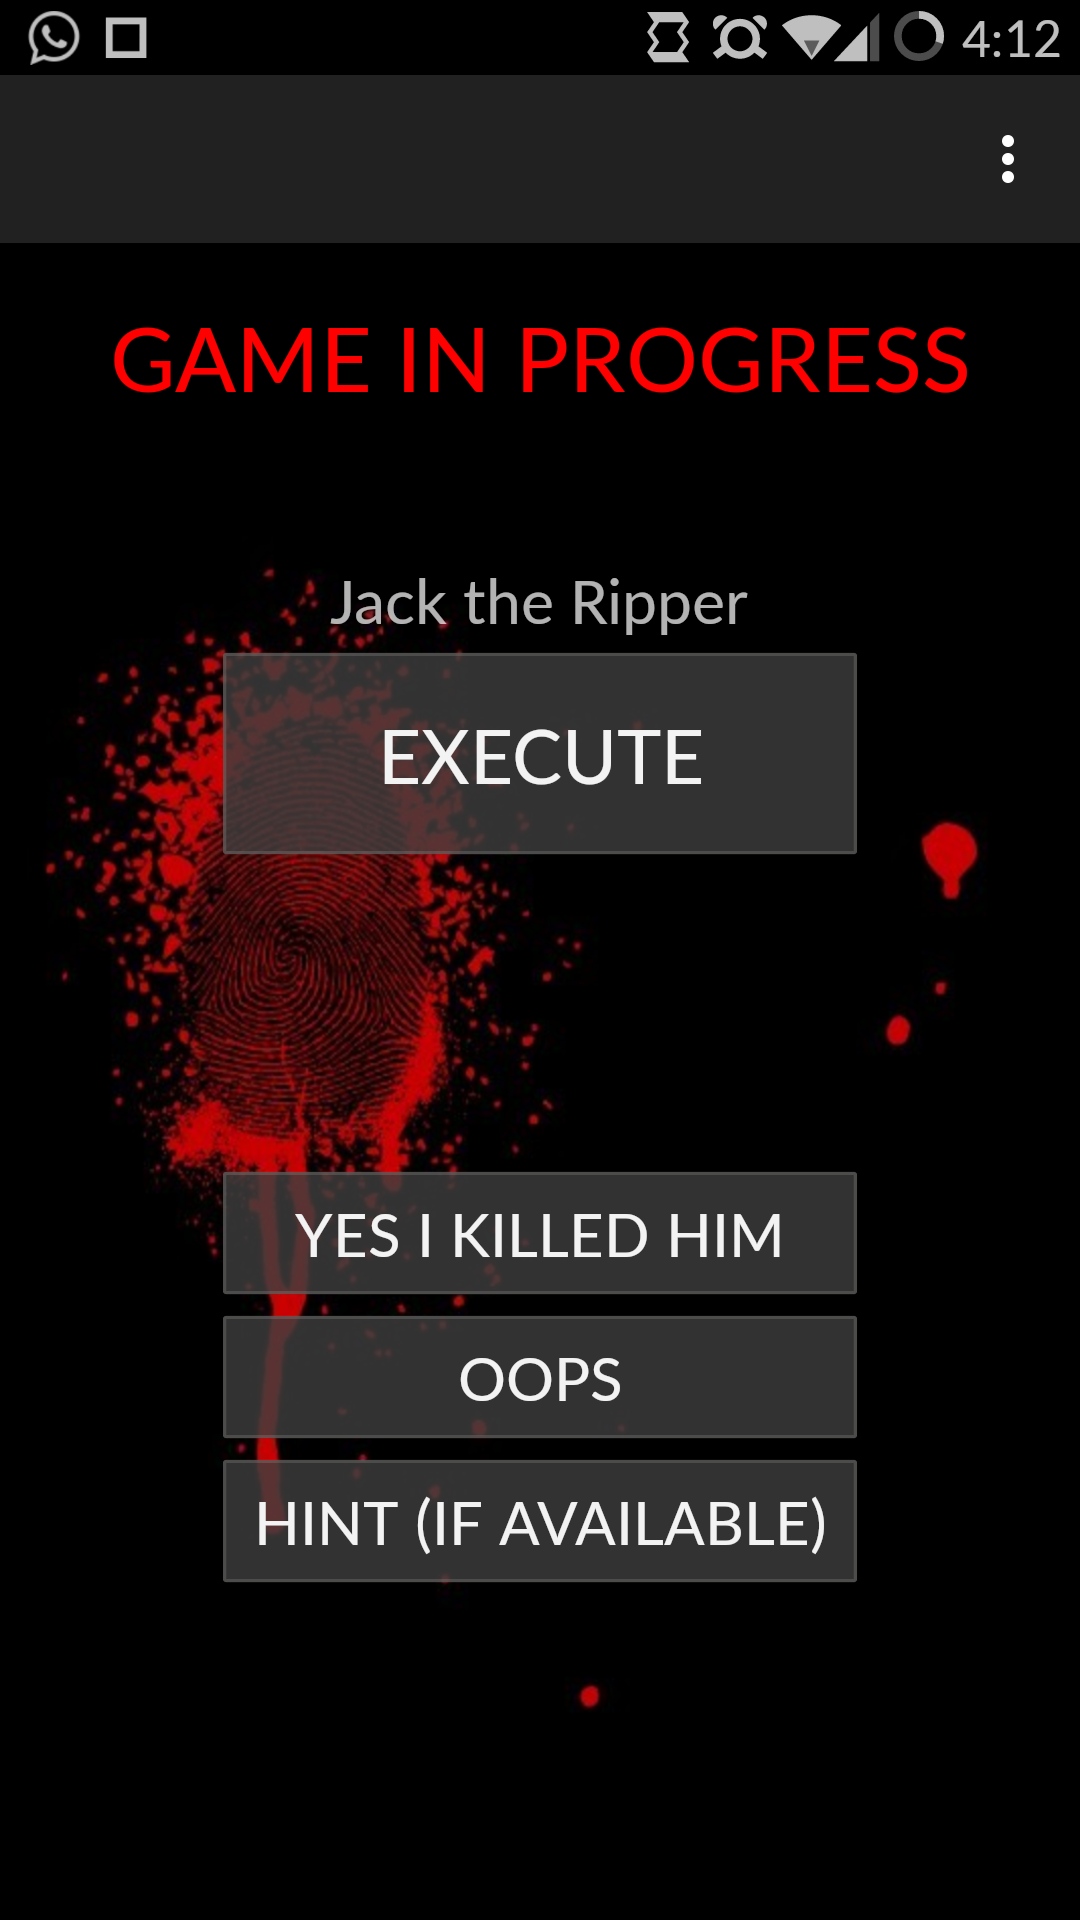 4:12
GAME IN PROGRESS
Jack the Ripper
EXECUTE
YES I KILLED HIM
OOPS
HINT (IF AVAILABLE)